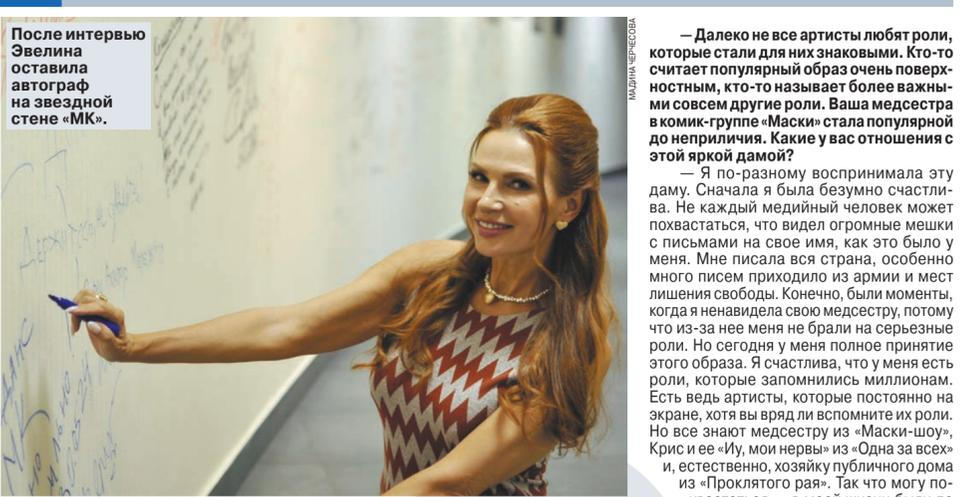 После интервью
Эвелина
оставила
автограф
на звездной
стене «МК».
МАДИНА ЧЕРЧЕСОВА
— Далеко не все артисты любят роли,
которые стали для них знаковыми. Кто-то
считает популярный образ очень поверх-
ностным, кто-то называет более важны-
ми совсем другие роли. Ваша медсестра
в комик-группе «Маски» стала популярной
до неприличия. Какие у вас отношения с
этой яркой дамой?
— Я по-разному воспринимала эту
даму. Сначала я была безумно счастли-
ва. Не каждый медийный человек может
похвастаться, что видел огромные мешки
с письмами на свое имя, как это было у
меня. Мне писала вся страна, особенно
много писем приходило из армии и мест
лишения свободы. Конечно, были моменты,
когда я ненавидела свою медсестру, потому
что из-за нее меня не брали на серьезные
роли. Но сегодня у меня полное принятие
этого образа. Я счастлива, что у меня есть
роли, которые запомнились миллионам.
Есть ведь артисты, которые постоянно на
экране, хотя вы вряд ли вспомните их роли.
Но все знают медсестру из «Маски-шоу»,
Крис и ее «Иу, мои нервы» из «Одна за всех»
и, естественно, хозяйку публичного дома
из «Проклятого рая». Так что могу по-